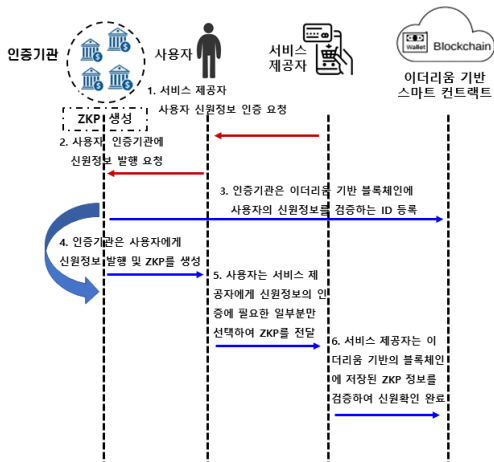 인증기관
사용자
서비스
제공자
Wallet
Blockchain
이더리움 기반
스마트 컨트랙트
ZKP 생성
1. 서비스 제공자
사용자 신원정보 인증 요청
2. 사용자 인증기관에
신원정보 발행 요청
3. 인증기관은 이더리움 기반 블록체인에
사용자의 신원정보를 검증하는 ID 등록
4. 인증기관은 사용자에게
신원정보 발행 및 ZKP를 생성
5. 사용자는 서비스 제
공자에게 신원정보의 인
증에 필요한 일부분만
선택하여 ZKP를 전달
6. 서비스 제공자는 이
더리움 기반의 블록체인
에 저장된 ZKP 정보를
검증하여 신원확인 완료